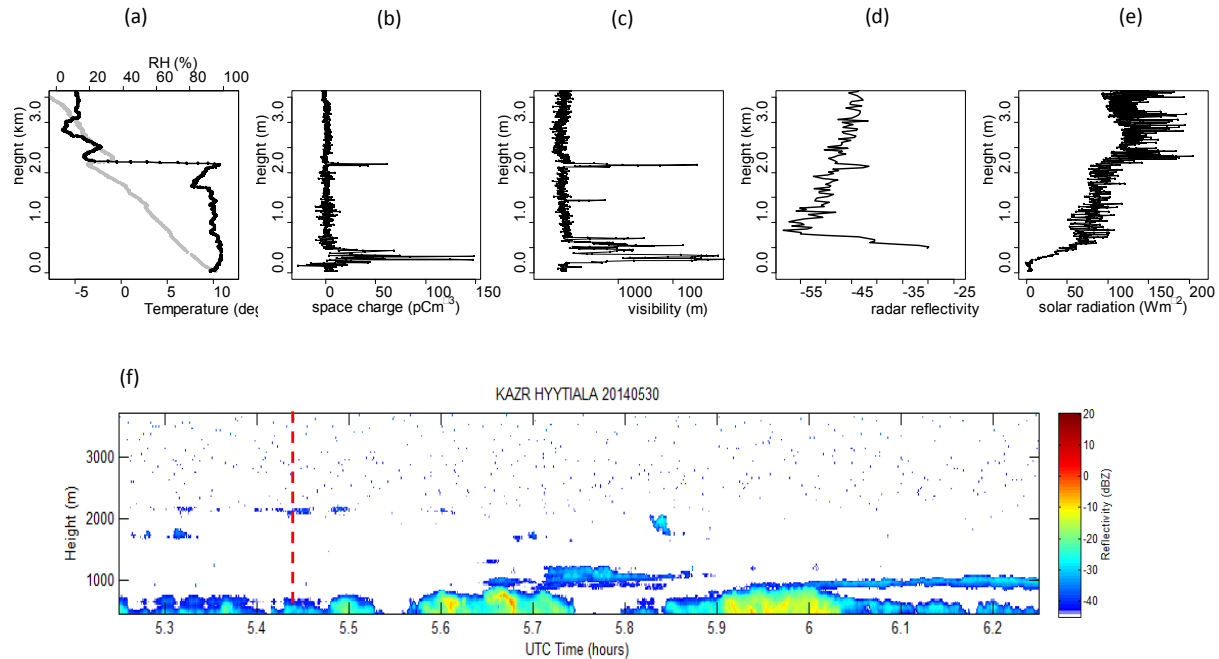 (a) (b) (c) (d) (e)
RH (%)
0 20 40 60 80 100
height (km)
0.0 1.0 2.0 3.0
-5 0 5 10
Temperature (deg
height (m)
0.0 1.0 2.0 3.0
0 50 100 150
space charge (pCm□3)
height (m)
0.0 1.0 2.0 3.0
1000 100
visibility (m)
height (m)
0.0 1.0 2.0 3.0
-55 -45 -35 -25
radar reflectivity
height (m)
0.0 1.0 2.0 3.0
0 50 100 150 200
solar radiation (Wm□2)
(f)
KAZR HYYTIALA 20140530
Height (m)
3000
2000
1000
5.3 5.4 5.5 5.6 5.7 5.8 5.9 6 6.1 6.2
UTC Time (hours)
20
10
0
-10
-20
-30
-40
Reflectivity (dBZ)